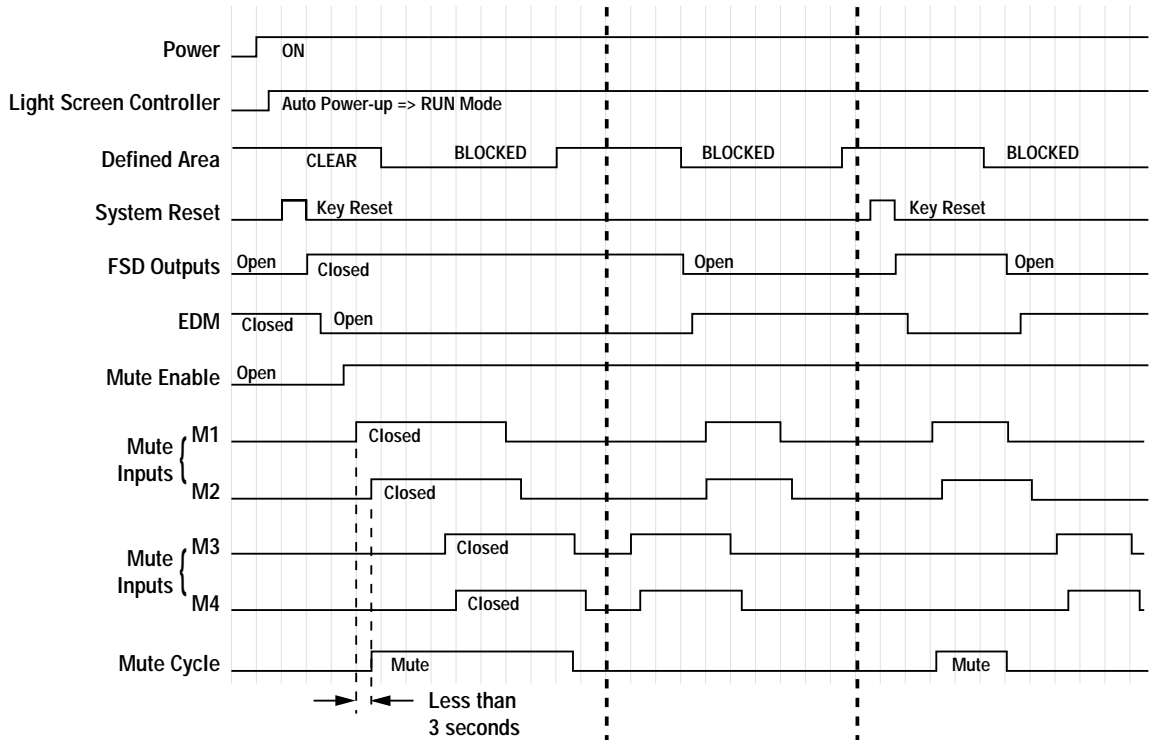 Power
ON
Light Screen Controller
Auto Power-up => RUN Mode
Defined Area
CLEAR
BLOCKED
BLOCKED
BLOCKED
System Reset
Key Reset
Key Reset
FSD Outputs
Open
Closed
Open
Open
EDM
Closed
Open
Mute Enable
Open
Mute
Inputs
M1
Closed
M2
Closed
Mute
Inputs
M3
Closed
M4
Closed
Mute Cycle
Mute
Mute
Less than
3 seconds